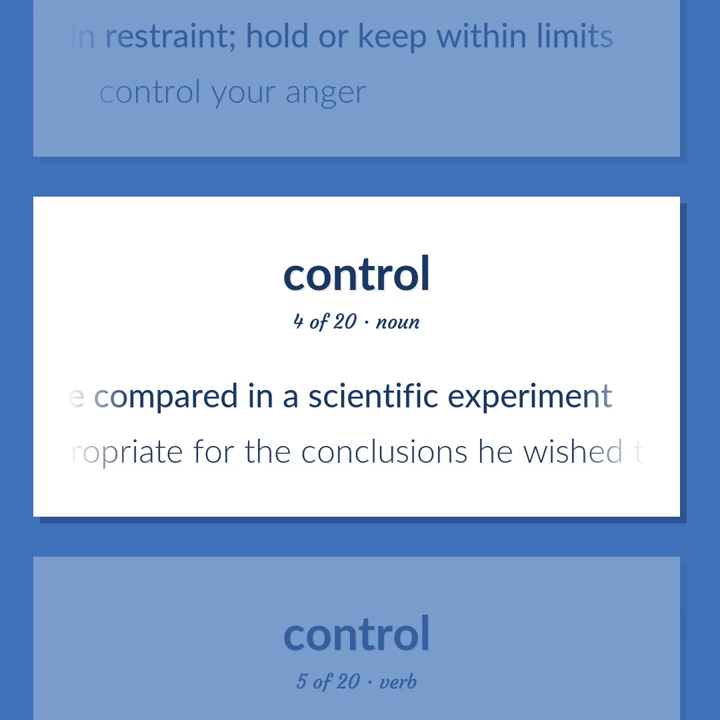 in restraint; hold or keep within limits
control your anger
control
4 of 20 · noun
compared in a scientific experiment
for the conclusions he wished
control
5 of 20 · verb